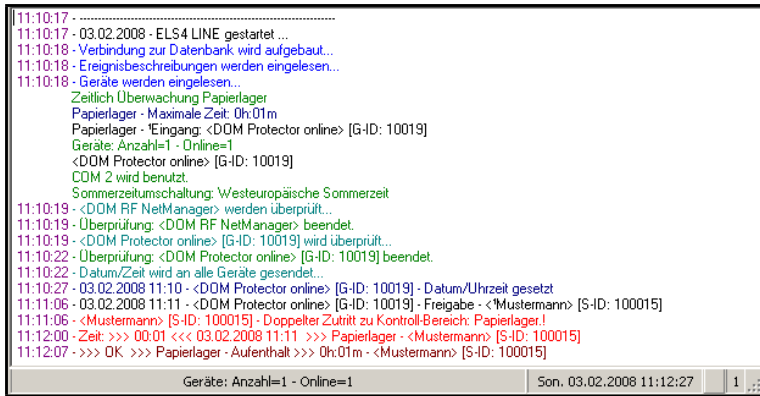 11:10:17 - --------------------------------------------------------------------------------
11:10:17 - 03.02.2008 - ELS4 LINE gestartet ...
11:10:18 - Verbindung zur Datenbank wird aufgebaut...
11:10:18 - Ereignisbeschreibungen werden eingelesen...
11:10:18 - Geräte werden eingelesen...
Zeitlich Überwachung Papierlager
Papierlager - Maximale Zeit: 0h:01m
Papierlager - 'Eingang: <DOM Protector online> [G-ID: 10019]
Geräte: Anzahl=1 - Online=1
<DOM Protector online> [G-ID: 10019]
COM 2 wird benutzt.
Sommerzeitumschaltung: Westeuropäische Sommerzeit
11:10:19 - <DOM RF NetManager> werden überprüft...
11:10:19 - Überprüfung: <DOM RF NetManager> beendet.
11:10:19 - <DOM Protector online> [G-ID: 10019] wird überprüft...
11:10:22 - Überprüfung: <DOM Protector online> [G-ID: 10019] beendet.
11:10:22 - Datum/Zeit wird an alle Geräte gesendet...
11:10:27 - 03.02.2008 11:10 - <DOM Protector online> [G-ID: 10019] - Datum/Uhrzeit gesetzt
11:11:06 - 03.02.2008 11:11 - <DOM Protector online> [G-ID: 10019] - Freigabe - <'Mustermann> [S-ID: 100015]
11:11:06 - <Mustermann> [S-ID: 100015] - Doppelter Zutritt zu Kontroll-Bereich: Papierlager.!
11:12:00 - Zeit: >>> 00:01 <<< 03.02.2008 11:11 >>> Papierlager - <Mustermann> [S-ID: 100015]
11:12:07 - >>> OK >>> Papierlager - Aufenthalt >>> 0h:01m - <Mustermann> [S-ID: 100015]
Geräte: Anzahl=1 - Online=1
Son. 03.02.2008 11:12:27
1